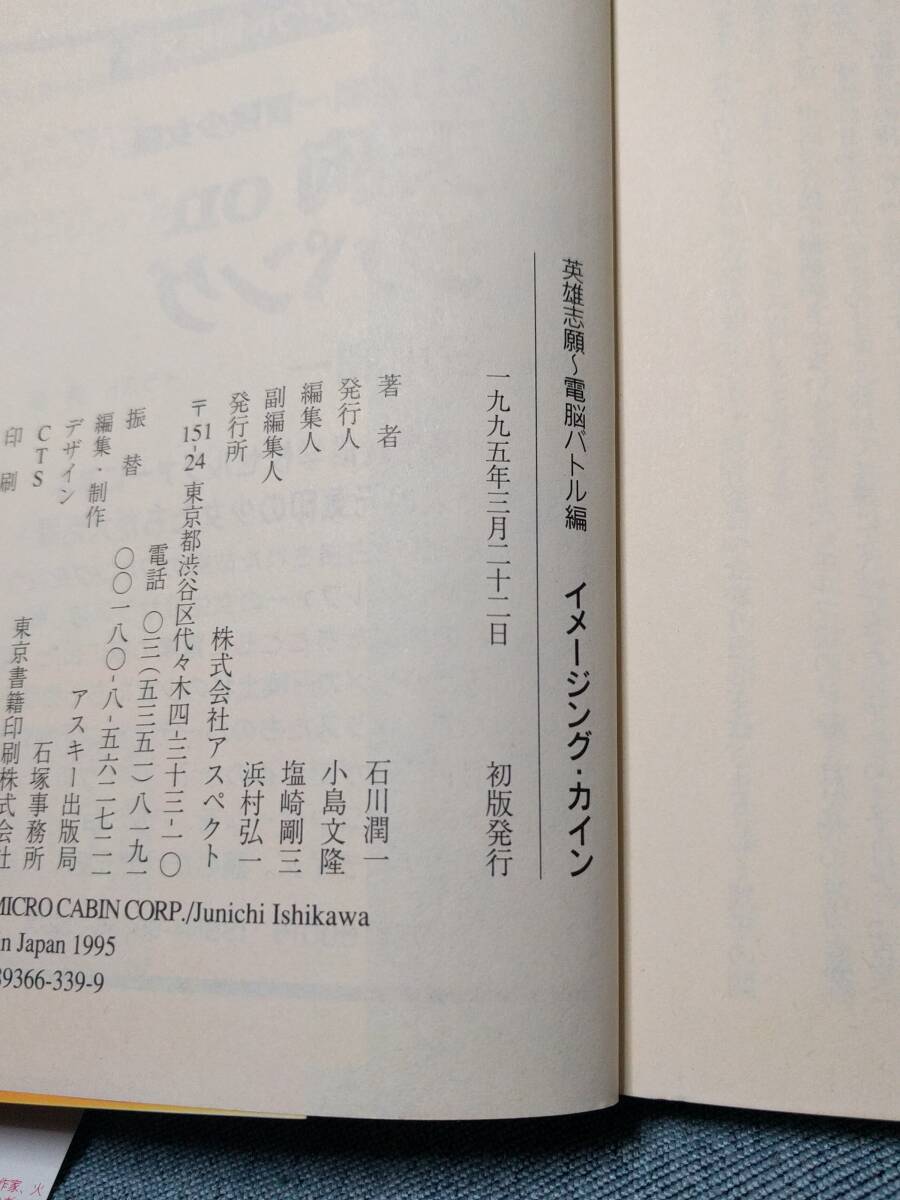 英雄志願～電脳バトル編　イメージング・カイン
一九九五年三月二十二日　初版発行
著者　石川潤一
発行人　小島文隆
編集人　塩崎剛三
副編集人　浜村弘一
発行所　株式会社アスペクト
〒151-24 東京都渋谷区代々木四-三十三-一〇
電話 〇三（五三五一）八一九一
振替　〇〇一八〇-八-五六二七二一
編集・制作　アスキー出版局
デザイン　石塚事務所
CTS
印刷　東京書籍印刷株式会社
MICRO CABIN CORP./Junichi Ishikawa
in Japan 1995
89366-339-9
作家、火